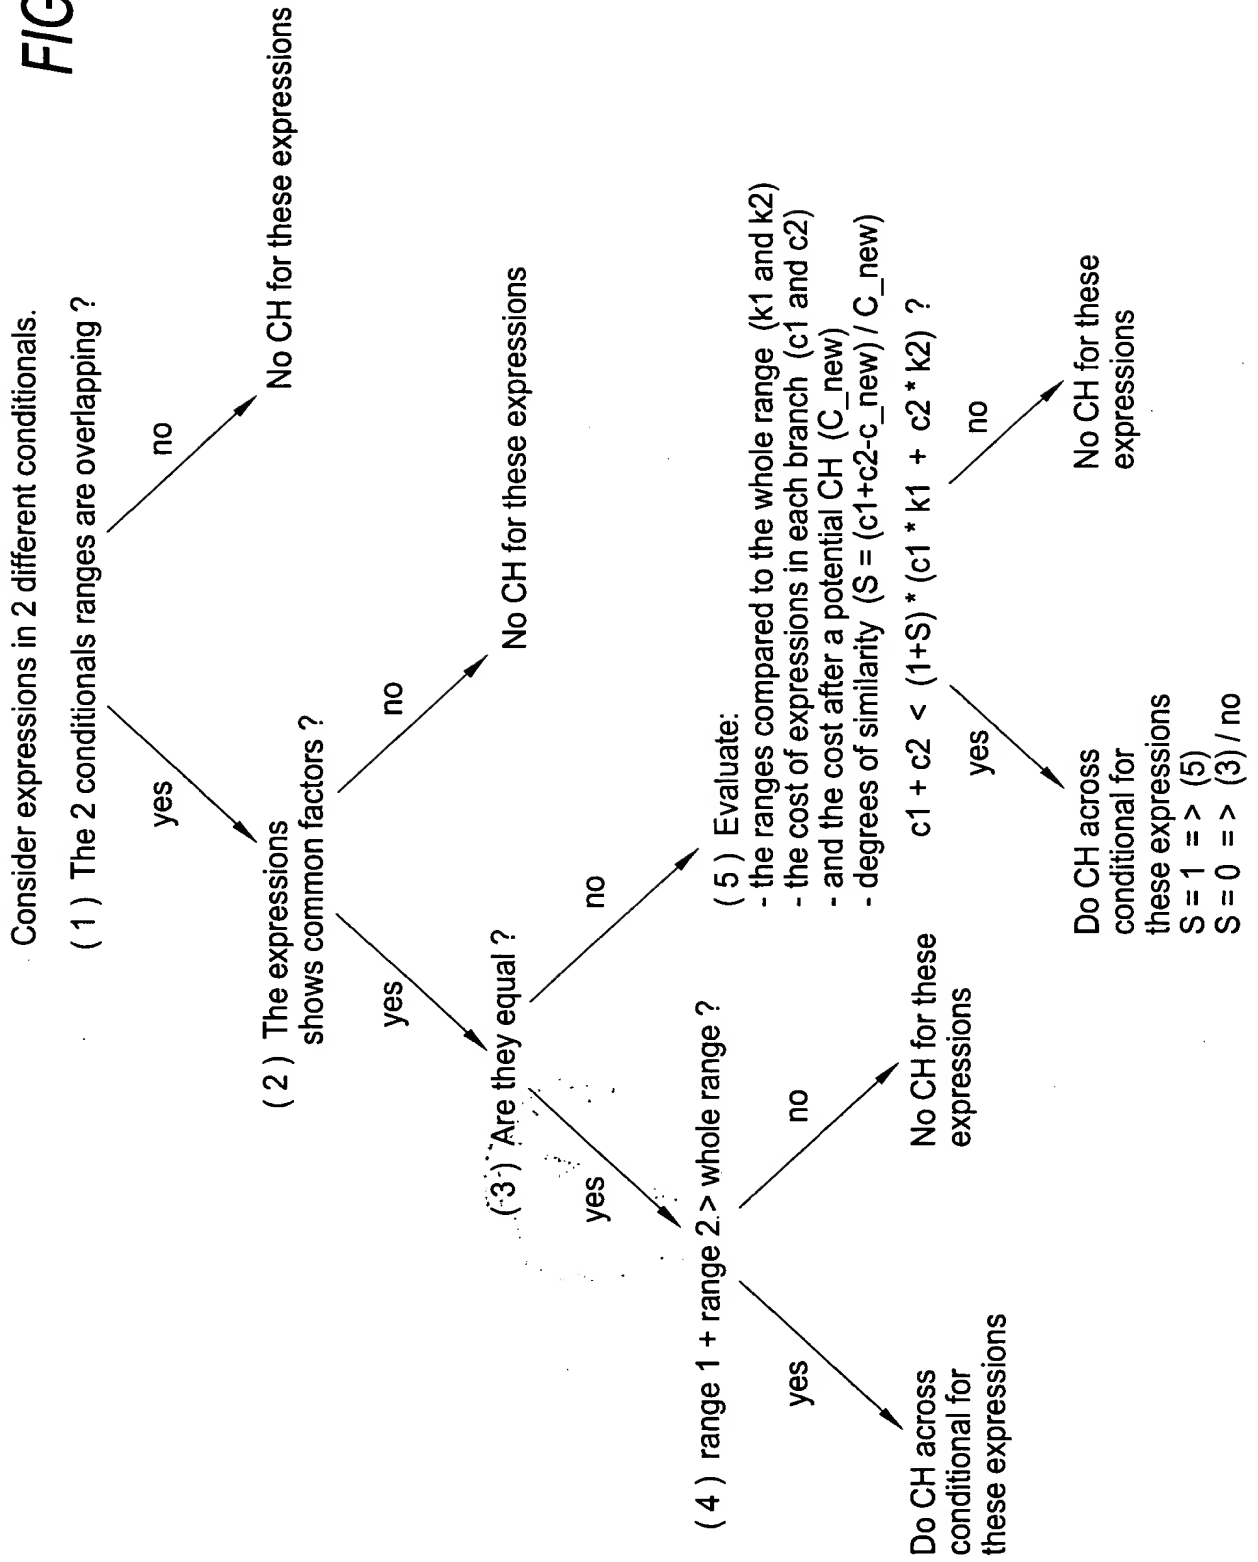 FIG
Consider expressions in 2 different conditionals.
( 1 ) The 2 conditionals ranges are overlapping ?
yes
no
No CH for these expressions
( 2 ) The expressions
shows common factors ?
yes
no
No CH for these expressions
( 3 ) Are they equal ?
yes
no
( 4 ) range 1 + range 2 > whole range ?
yes
no
Do CH across
conditional for
these expressions
No CH for these
expressions
( 5 ) Evaluate:
- the ranges compared to the whole range (k1 and k2)
- the cost of expressions in each branch (c1 and c2)
- and the cost after a potential CH (C_new)
- degrees of similarity (S = (c1+c2-c_new) / C_new)
c1 + c2 < (1+S) * (c1 * k1 + c2 * k2) ?
yes
no
Do CH across
conditional for
these expressions
S = 1 = > (5)
S = 0 = > (3) / no
No CH for these
expressions